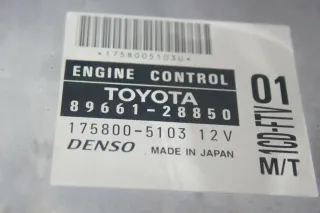 *1758005103U*
ENGINE CONTROL
TOYOTA
89661-28850
175800-5103 12V
DENSO MADE IN JAPAN
01
1CD-FTV
M/T